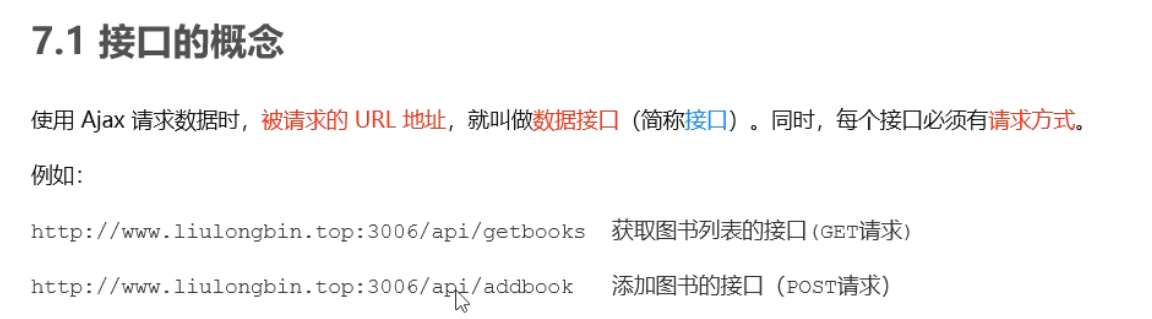 7.1 接口的概念
使用 Ajax 请求数据时，被请求的 URL 地址，就叫做数据接口（简称接口）。同时，每个接口必须有请求方式。
例如：
http://www.liulongbin.top:3006/api/getbooks 获取图书列表的接口(GET请求)
http://www.liulongbin.top:3006/api/addbook 添加图书的接口（POST请求）